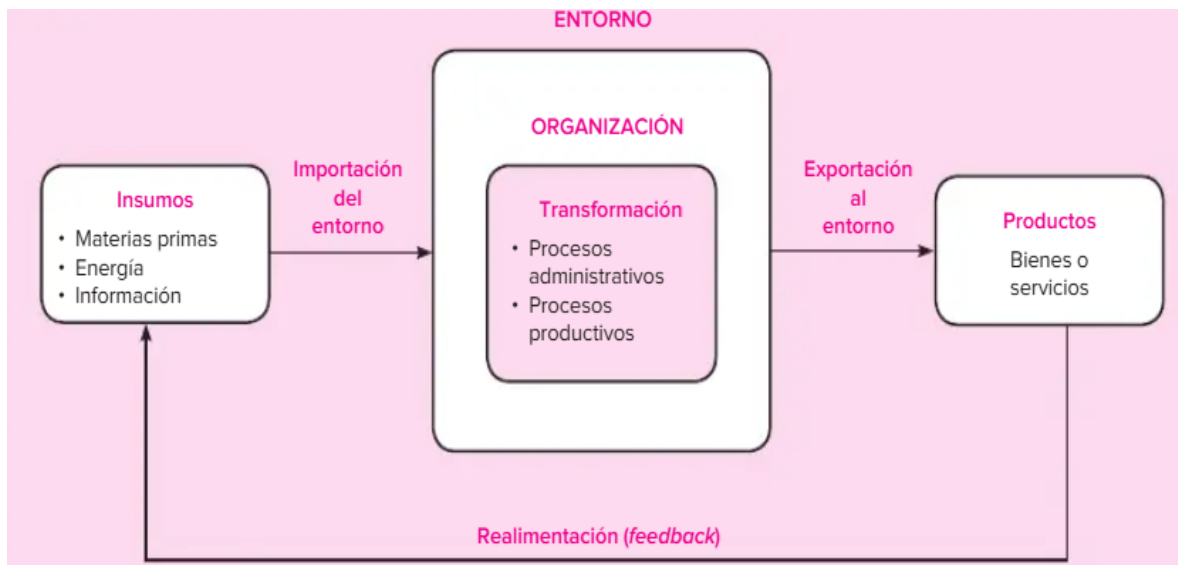 ENTORNO
ORGANIZACIÓN
Insumos
• Materias primas
• Energía
• Información
Importación
del
entorno
Transformación
• Procesos
administrativos
• Procesos
productivos
Exportación
al
entorno
Productos
Bienes o
servicios
Realimentación (feedback)